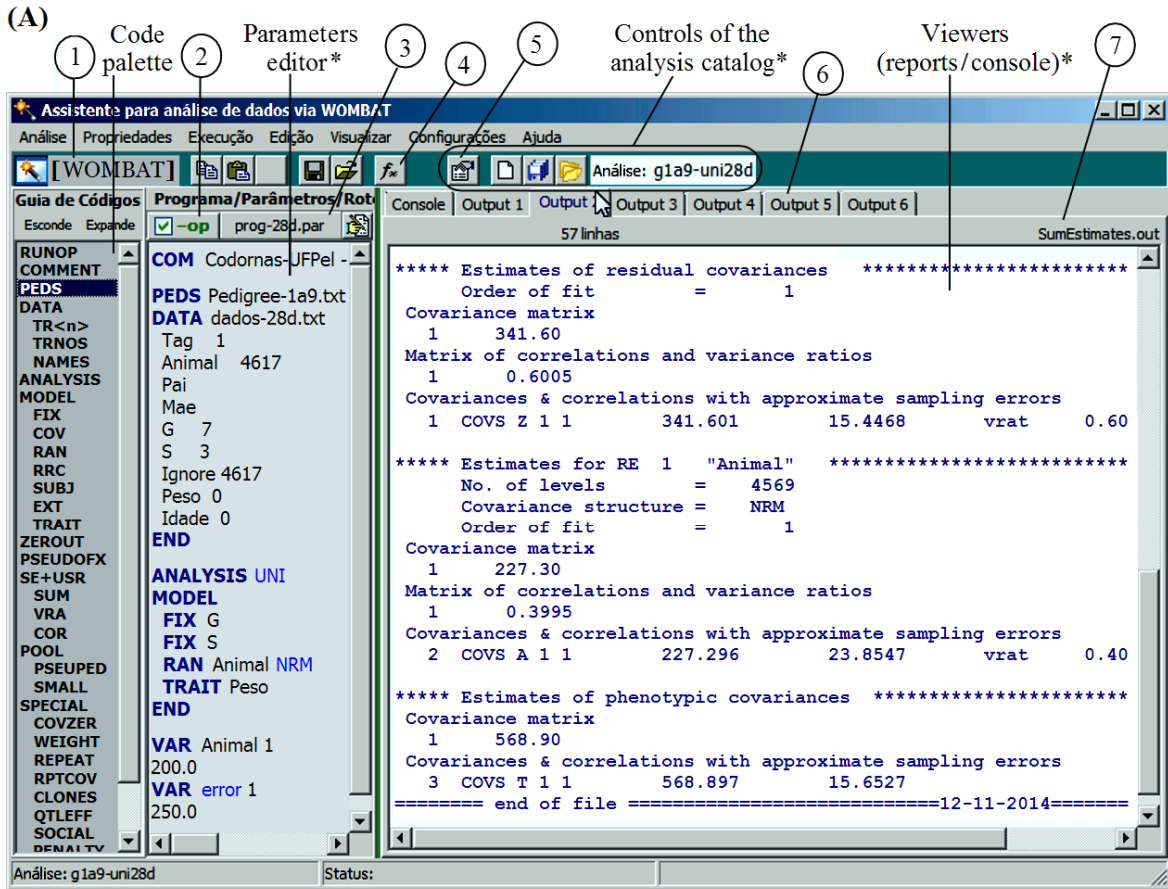 (A)
Code palette
Parameters editor*
Controls of the analysis catalog*
Viewers (reports/console)*
1
2
3
4
5
6
7
Assistente para análise de dados via WOMBAT
Análise Propriedades Execução Edição Visualizar Configurações Ajuda
[WOMBAT]
Análise: g1a9-uni28d
Guia de Códigos
Esconde Expande
RUNOP
COMMENT
PEDS
DATA
TR<n>
TRNOS
NAMES
ANALYSIS
MODEL
FIX
COV
RAN
RRC
SUBJ
EXT
TRAIT
ZEROUT
PSEUDOFX
SE+USR
SUM
VRA
COR
POOL
PSEUPED
SMALL
SPECIAL
COVZER
WEIGHT
REPEAT
RPTCOV
CLONES
QTLEFF
SOCIAL
PENALTY
Programa/Parâmetros/Rote
-op prog-28d.par
COM Codornas-UFPel -
PEDS Pedigree-1a9.txt
DATA dados-28d.txt
Tag 1
Animal 4617
Pai
Mae
G 7
S 3
Ignore 4617
Peso 0
Idade 0
END
ANALYSIS UNI
MODEL
FIX G
FIX S
RAN Animal NRM
TRAIT Peso
END
VAR Animal 1
200.0
VAR error 1
250.0
Console Output 1 Output 2 Output 3 Output 4 Output 5 Output 6
57 linhas SumEstimates.out
***** Estimates of residual covariances ************************
Order of fit = 1
Covariance matrix
1 341.60
Matrix of correlations and variance ratios
1 0.6005
Covariances & correlations with approximate sampling errors
1 COVS Z 1 1 341.601 15.4468 vrat 0.60
***** Estimates for RE 1 "Animal" ***************************
No. of levels = 4569
Covariance structure = NRM
Order of fit = 1
Covariance matrix
1 227.30
Matrix of correlations and variance ratios
1 0.3995
Covariances & correlations with approximate sampling errors
2 COVS A 1 1 227.296 23.8547 vrat 0.40
***** Estimates of phenotypic covariances ***********************
Covariance matrix
1 568.90
Covariances & correlations with approximate sampling errors
3 COVS T 1 1 568.897 15.6527
======== end of file ===========================12-11-2014=======
Análise: g1a9-uni28d Status: